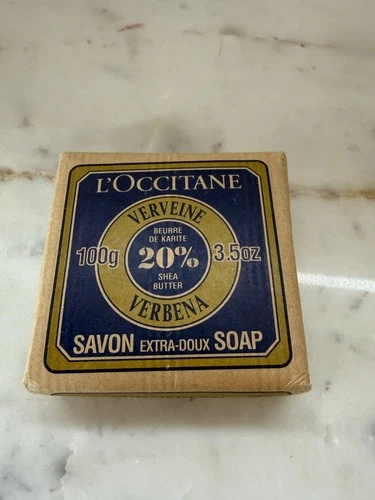 L'OCCITANE
VERVEINE
BEURRE
DE KARITE
100g 20% 3.5oz
SHEA
BUTTER
VERBENA
SAVON EXTRA-DOUX SOAP